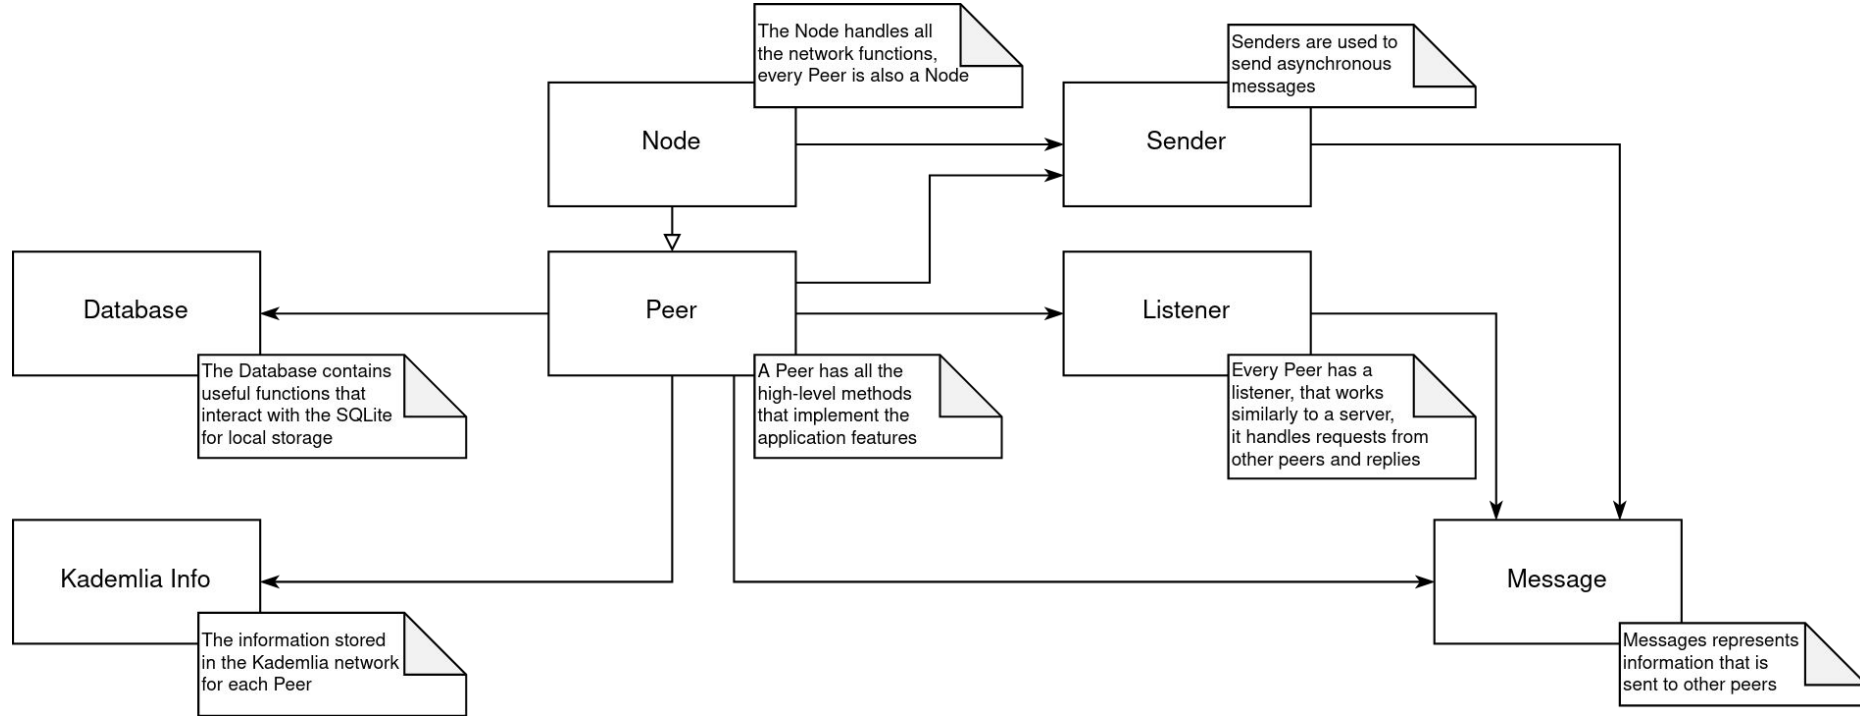 The Node handles all
the network functions,
every Peer is also a Node
Senders are used to
send asynchronous
messages
Node
Sender
Database
Peer
Listener
The Database contains
useful functions that
interact with the SQLite
for local storage
A Peer has all the
high-level methods
that implement the
application features
Every Peer has a
listener, that works
similarly to a server,
it handles requests from
other peers and replies
Kademlia Info
Message
The information stored
in the Kademlia network
for each Peer
Messages represents
information that is
sent to other peers